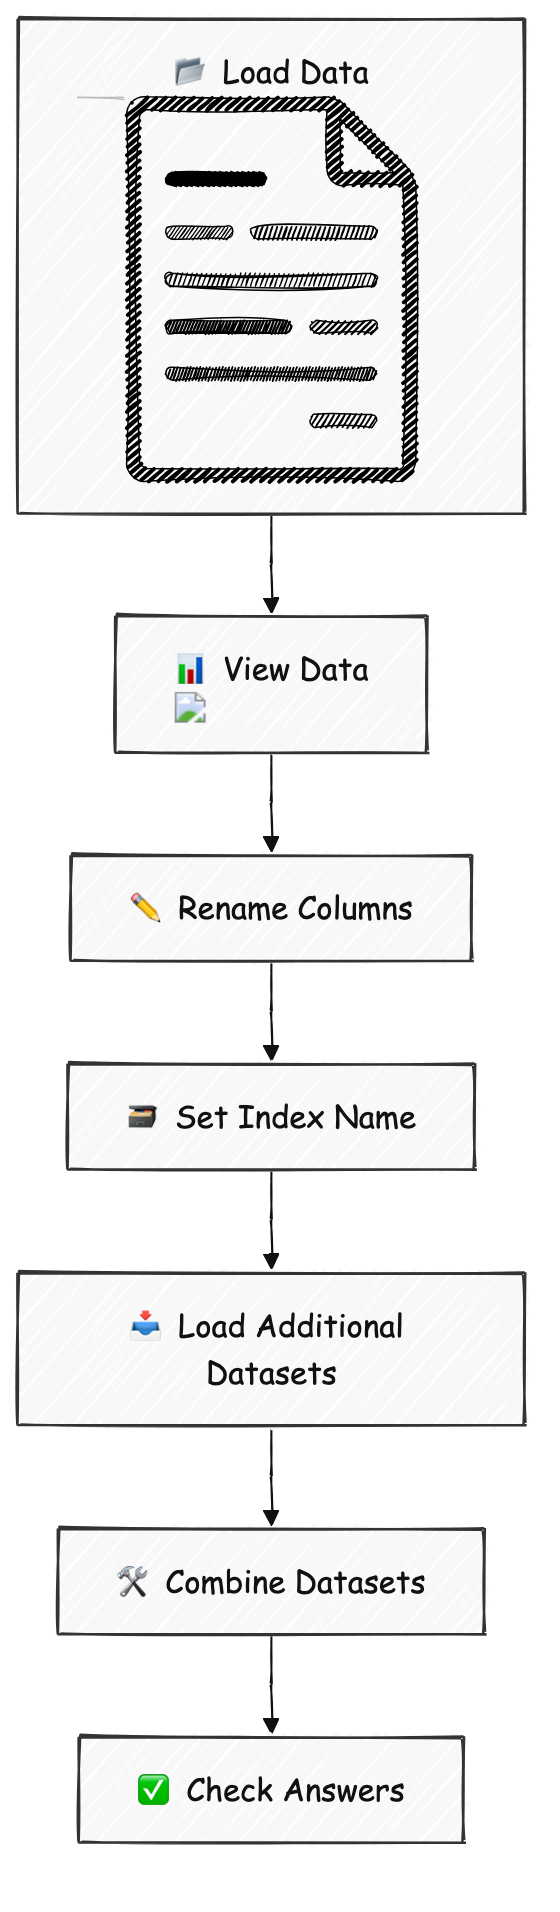 📂 Load Data
📊 View Data
✏️ Rename Columns
🗃️ Set Index Name
📥 Load Additional
Datasets
🛠️ Combine Datasets
✅ Check Answers